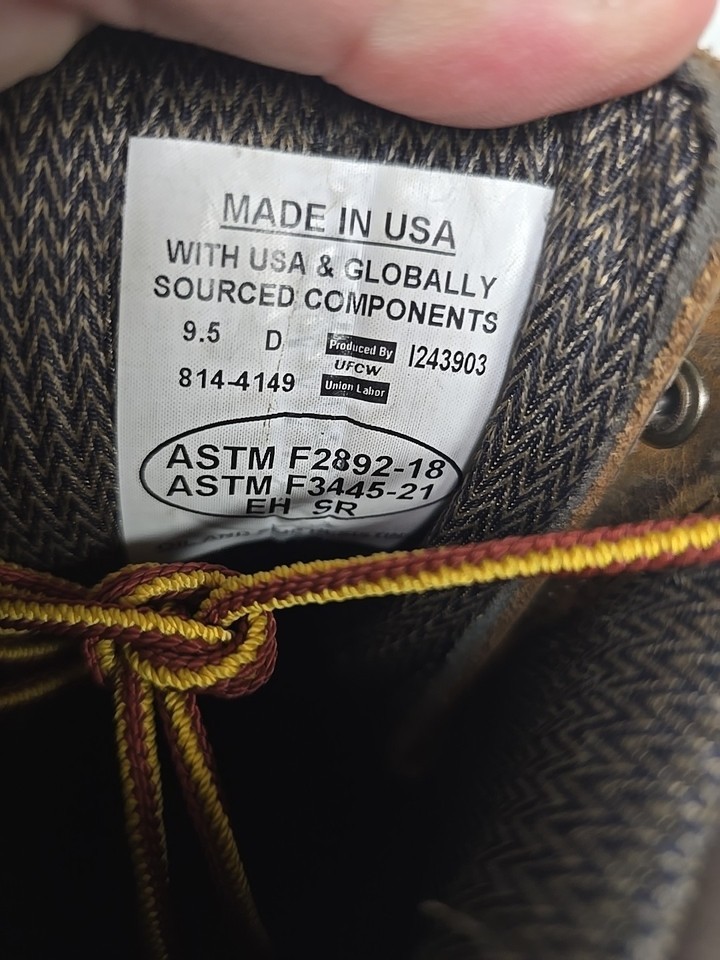 MADE IN USA
WITH USA & GLOBALLY
SOURCED COMPONENTS
9.5 D Produced By I243903
UFCW
814-4149 Union Labor
ASTM F2892-18
ASTM F3445-21
EH SR